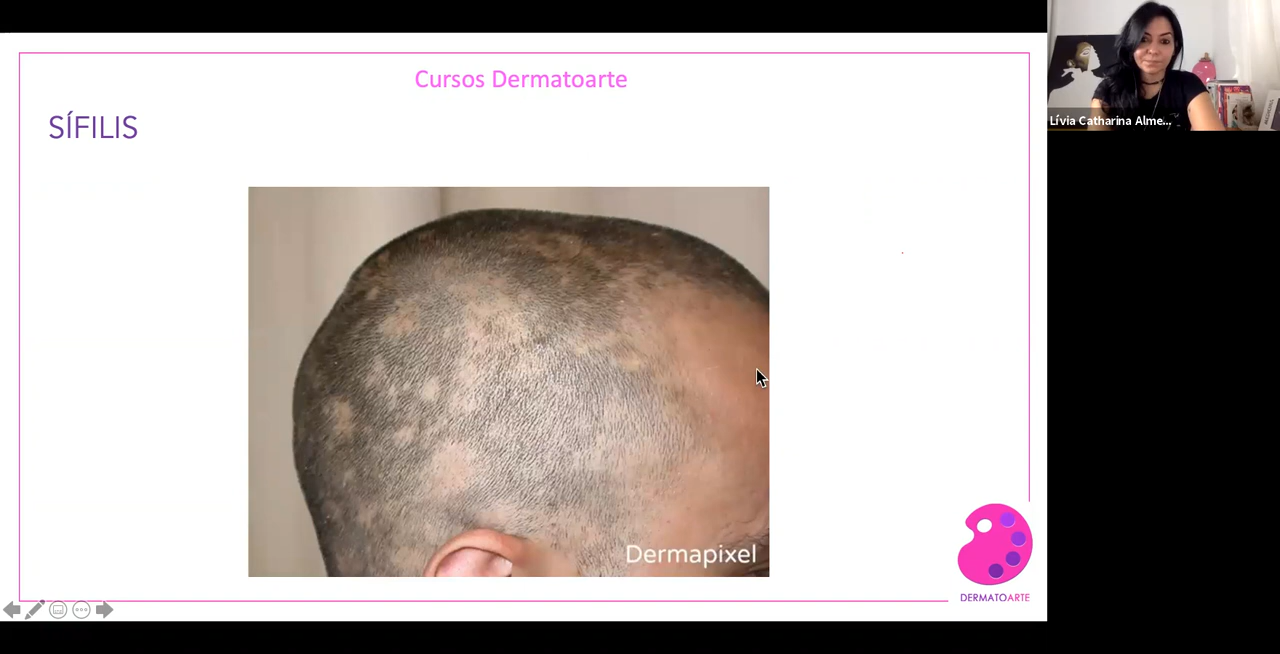 Cursos Dermatoarte
SÍFILIS
Lívia Catharina Alme...
Dermapixel
DERMATOARTE